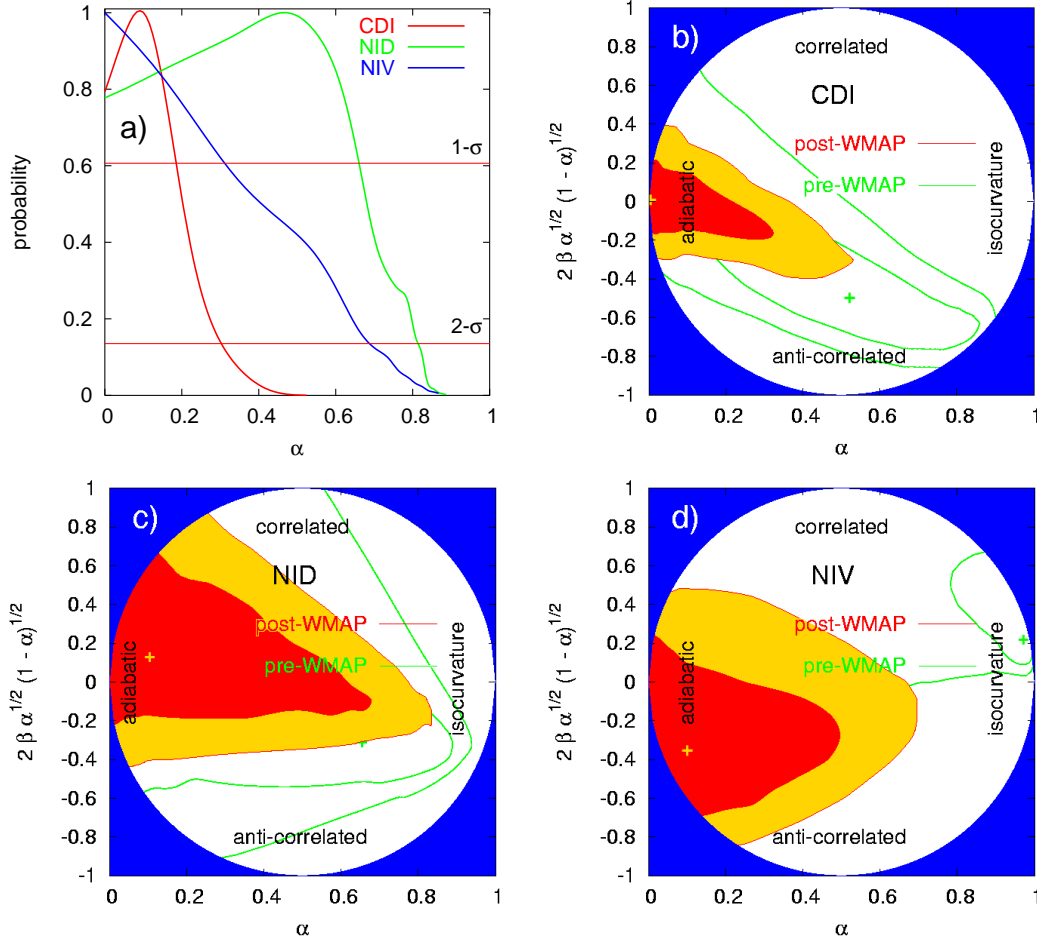 a)
CDI
NID
NIV
1-σ
2-σ
probability
1
0.8
0.6
0.4
0.2
0
0 0.2 0.4 0.6 0.8 1
α
b)
correlated
CDI
post-WMAP
pre-WMAP
adiabatic
isocurvature
anti-correlated
2 β α^1/2 (1 - α)^1/2
1
0.8
0.6
0.4
0.2
0
-0.2
-0.4
-0.6
-0.8
-1
0 0.2 0.4 0.6 0.8 1
α
c)
correlated
NID
post-WMAP
pre-WMAP
adiabatic
isocurvature
anti-correlated
2 β α^1/2 (1 - α)^1/2
1
0.8
0.6
0.4
0.2
0
-0.2
-0.4
-0.6
-0.8
-1
0 0.2 0.4 0.6 0.8 1
α
d)
correlated
NIV
post-WMAP
pre-WMAP
adiabatic
isocurvature
anti-correlated
2 β α^1/2 (1 - α)^1/2
1
0.8
0.6
0.4
0.2
0
-0.2
-0.4
-0.6
-0.8
-1
0 0.2 0.4 0.6 0.8 1
α